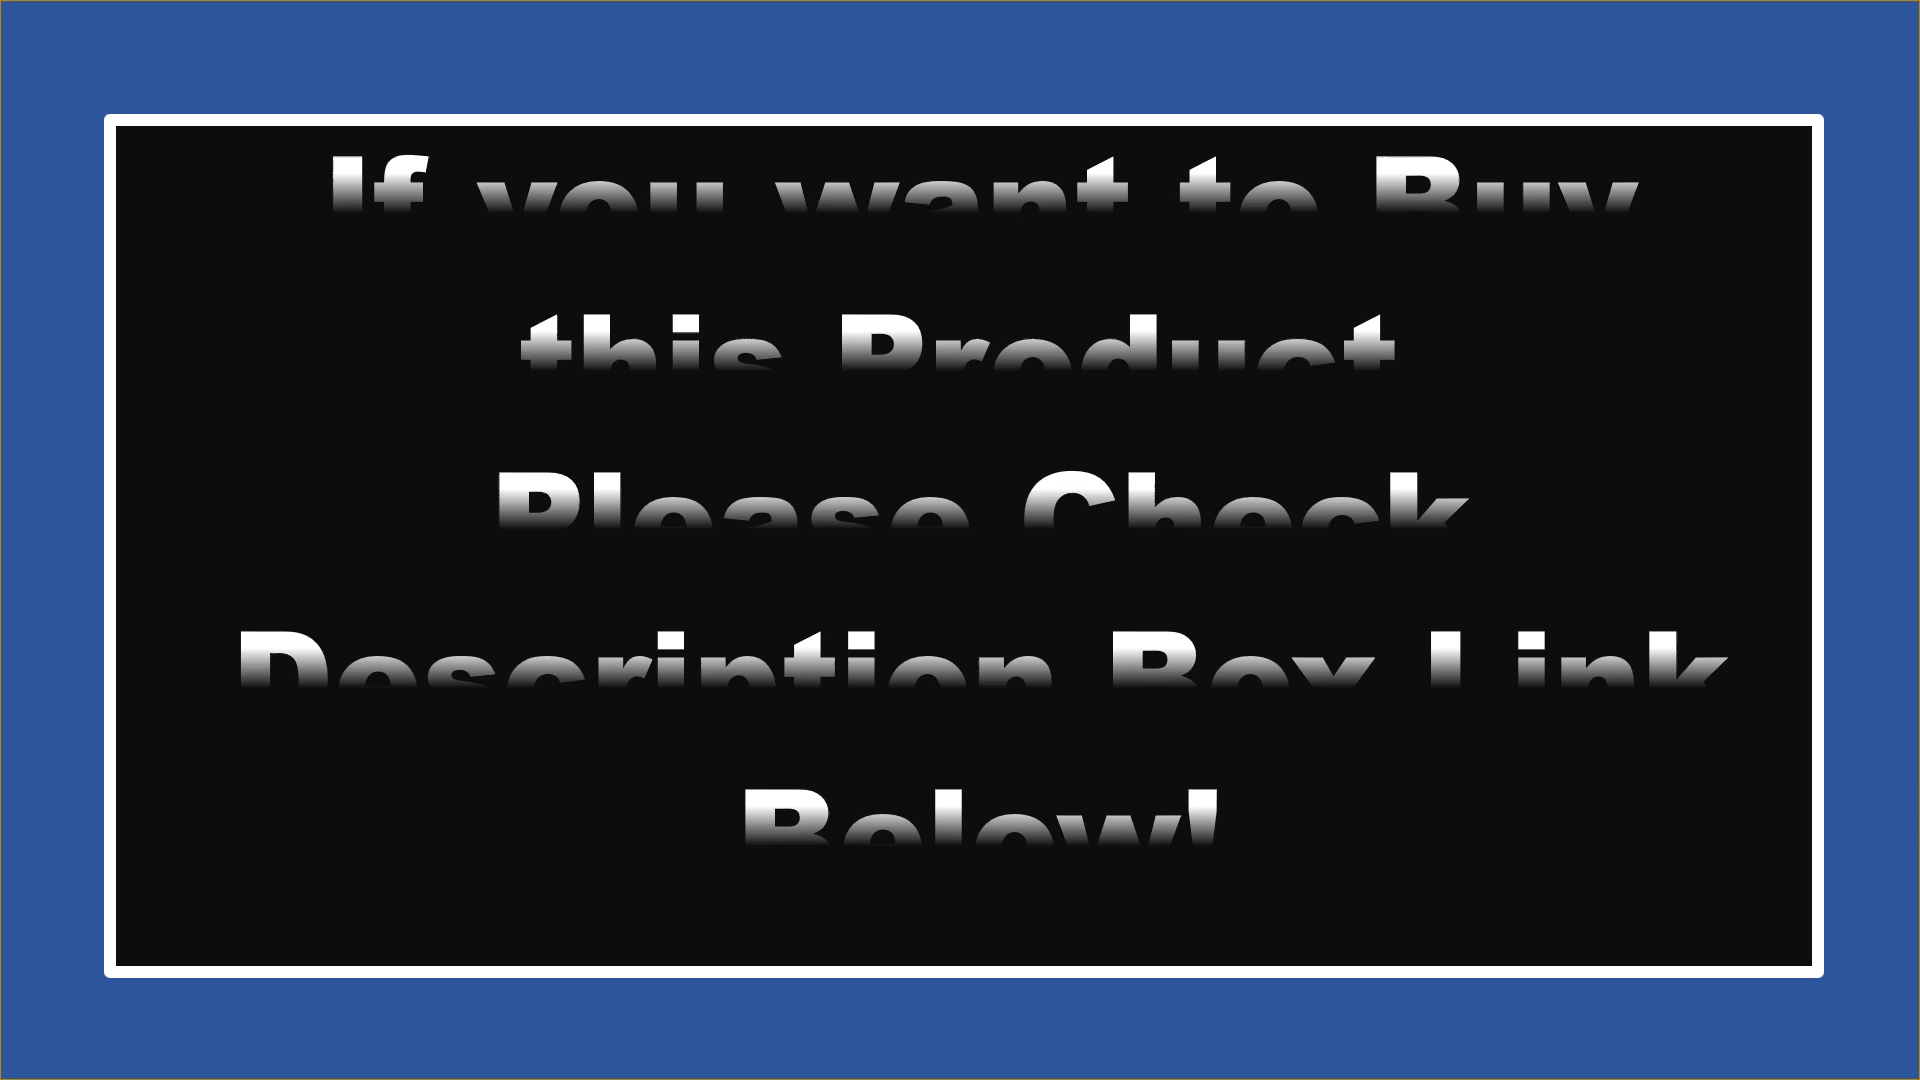 If you want to Buy
this Product
Please Check
Description Box Link
Below!